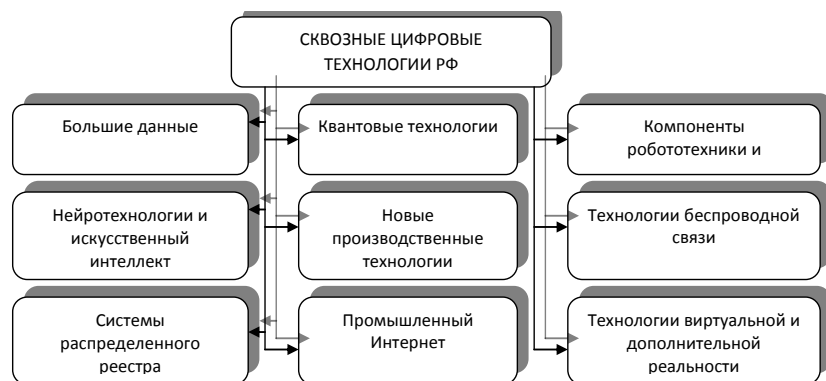 СКВОЗНЫЕ ЦИФРОВЫЕ
ТЕХНОЛОГИИ РФ
Большие данные
Квантовые технологии
Компоненты
робототехники и
Нейротехнологии и
искусственный
интеллект
Новые
производственные
технологии
Технологии беспроводной
связи
Системы
распределенного
реестра
Промышленный
Интернет
Технологии виртуальной и
дополнительной
реальности